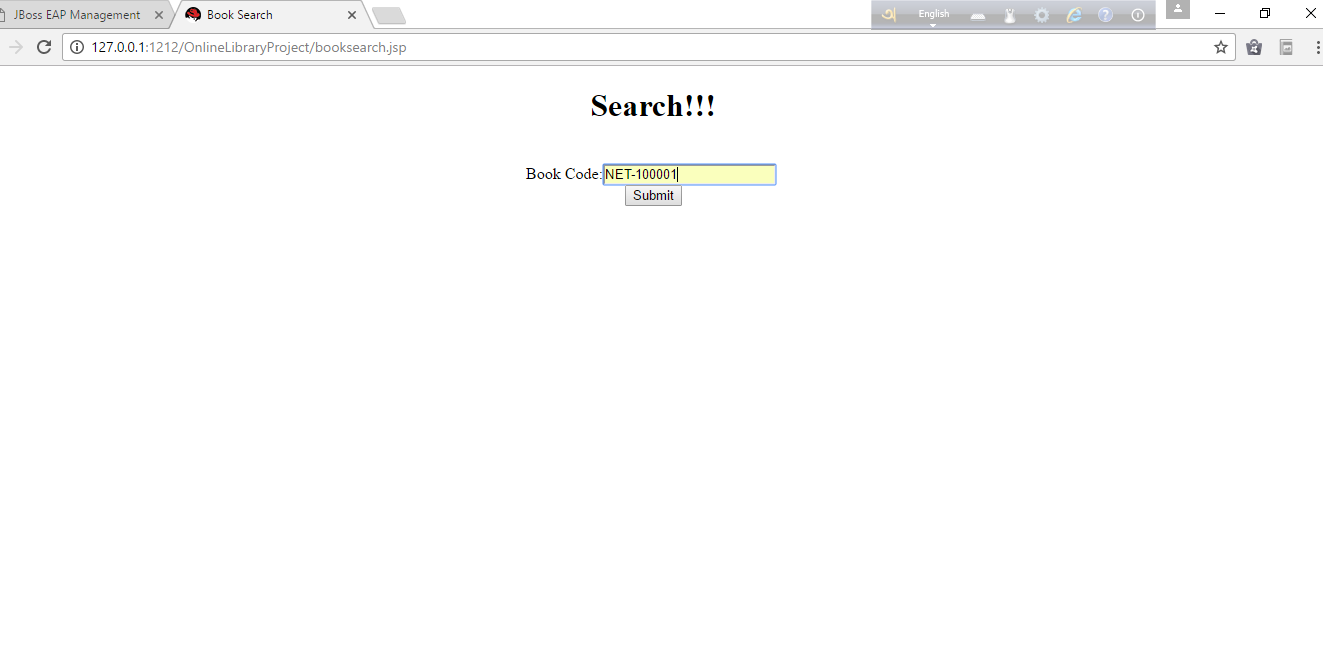 JBoss EAP Management
Book Search
English
127.0.0.1:1212/OnlineLibraryProject/booksearch.jsp
Search!!!
Book Code:NET-100001
Submit